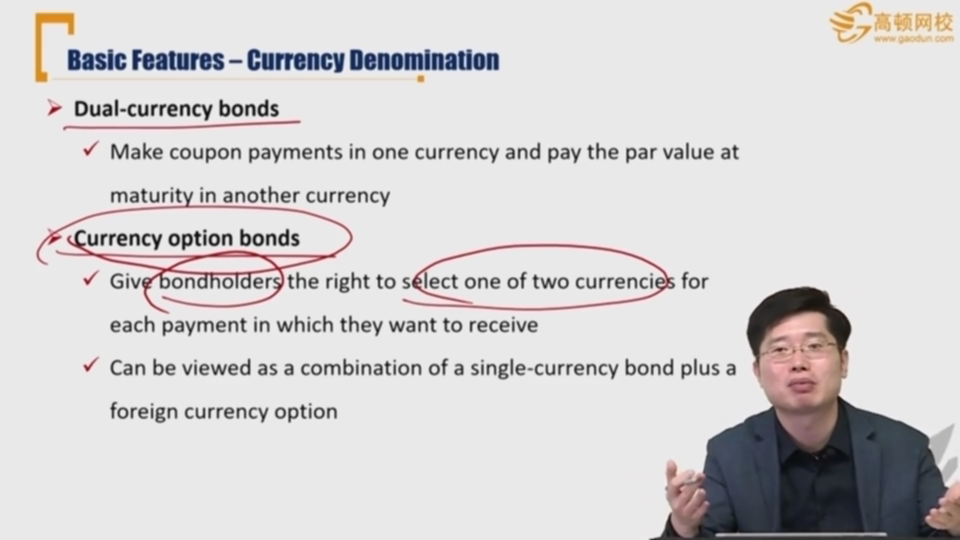 高顿网校
www.gaodun.com
Basic Features – Currency Denomination
Dual-currency bonds
Make coupon payments in one currency and pay the par value at
maturity in another currency
Currency option bonds
Give bondholders the right to select one of two currencies for
each payment in which they want to receive
Can be viewed as a combination of a single-currency bond plus a
foreign currency option